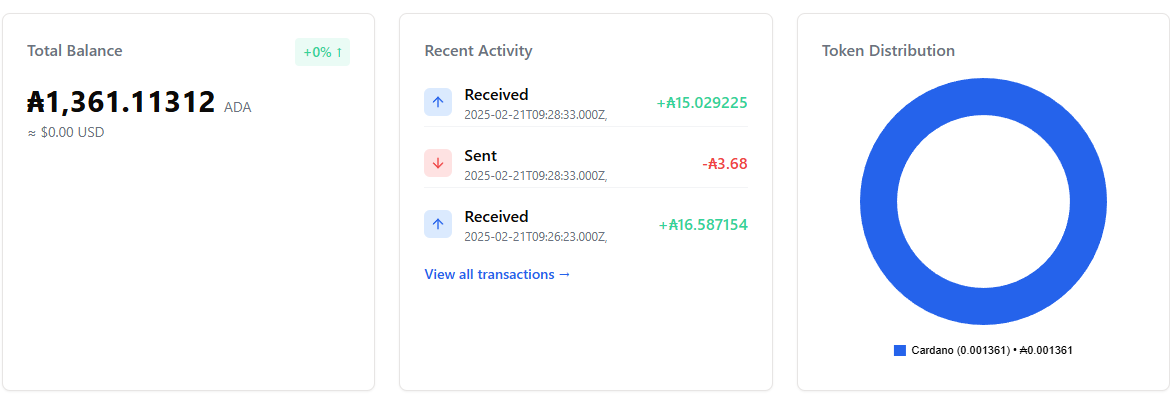 Total Balance
+0% ↑
₳1,361.11312 ADA
≈ $0.00 USD
Recent Activity
↑ Received
+₳15.029225
2025-02-21T09:28:33.000Z,
↓ Sent
-₳3.68
2025-02-21T09:28:33.000Z,
↑ Received
+₳16.587154
2025-02-21T09:26:23.000Z,
View all transactions →
Token Distribution
Cardano (0.001361) • ₳0.001361